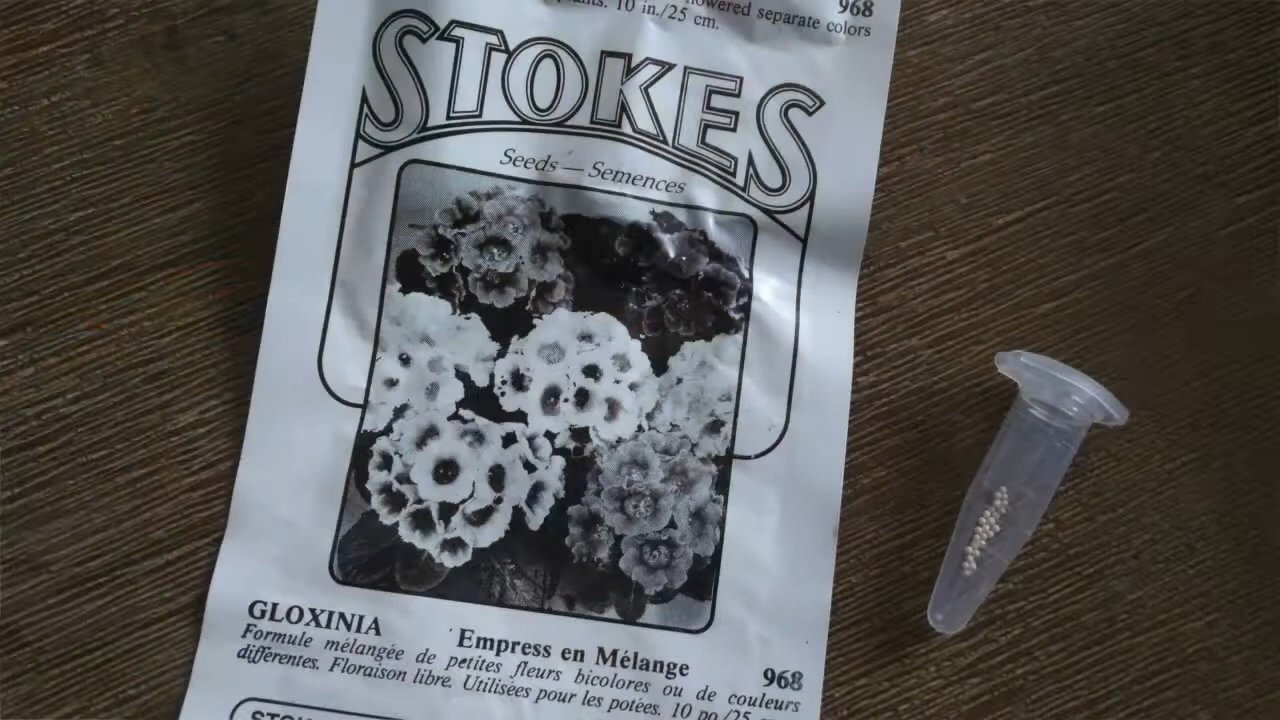 968
flowered separate colors
plants. 10 in./25 cm.
STOKES
Seeds — Semences
GLOXINIA Empress en Mélange 968
Formule mélangée de petites fleurs bicolores ou de couleurs
differentes. Floraison libre. Utilisées pour les potées. 10 po./25